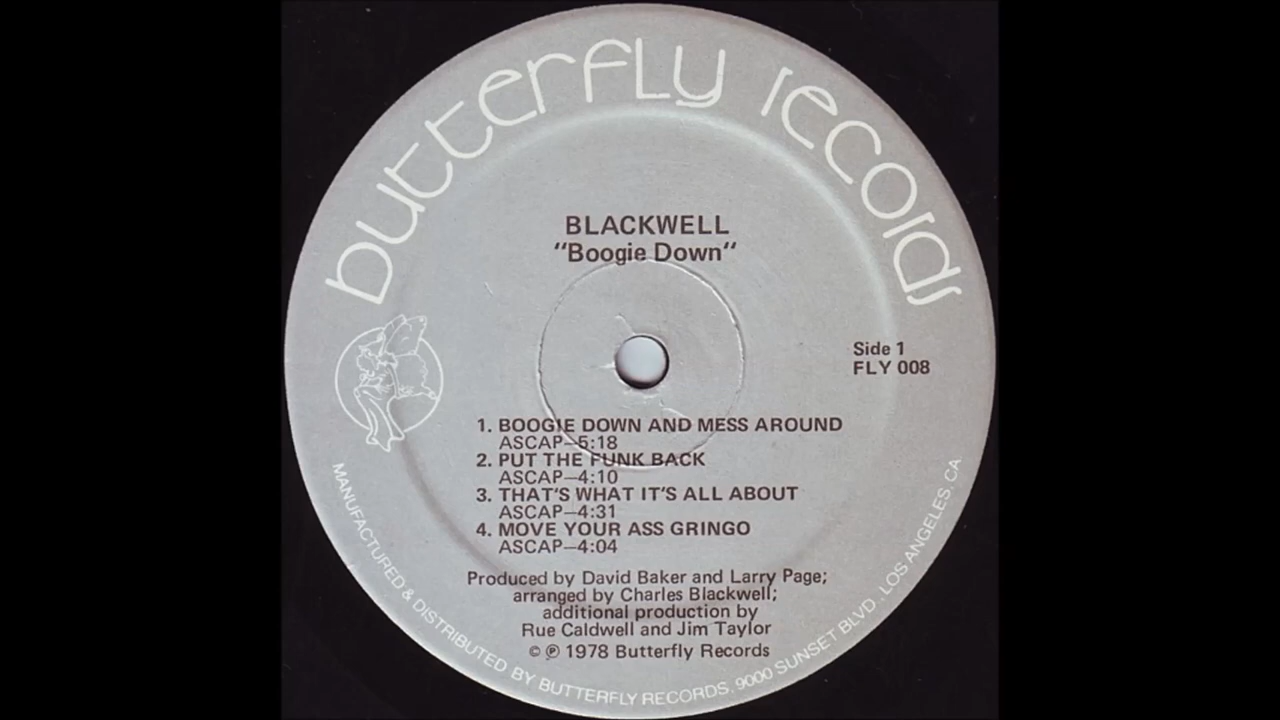 butterfly records
BLACKWELL
"Boogie Down"
Side 1
FLY 008
1. BOOGIE DOWN AND MESS AROUND
ASCAP—5:18
2. PUT THE FUNK BACK
ASCAP—4:10
3. THAT'S WHAT IT'S ALL ABOUT
ASCAP—4:31
4. MOVE YOUR ASS GRINGO
ASCAP—4:04
Produced by David Baker and Larry Page;
arranged by Charles Blackwell;
additional production by
Rue Caldwell and Jim Taylor
© ℗ 1978 Butterfly Records
MANUFACTURED & DISTRIBUTED BY BUTTERFLY RECORDS, 9000 SUNSET BLVD., LOS ANGELES, CA